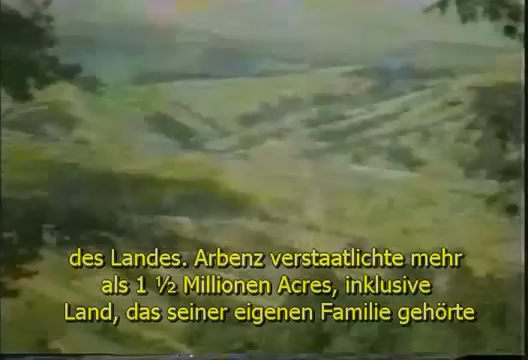 des Landes. Arbenz verstaatlichte mehr
als 1 ½ Millionen Acres, inklusive
Land, das seiner eigenen Familie gehörte